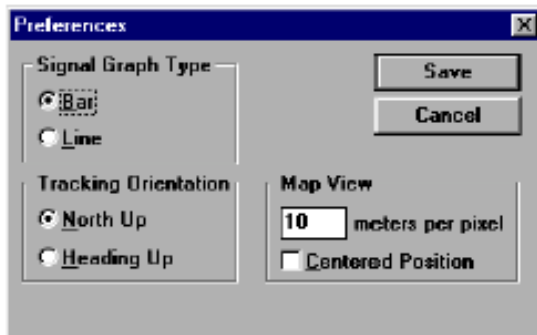 Preferences
Signal Graph Type
Bar
Line
Save
Cancel
Tracking Orientation
North Up
Heading Up
Map View
10 meters per pixel
Centered Position